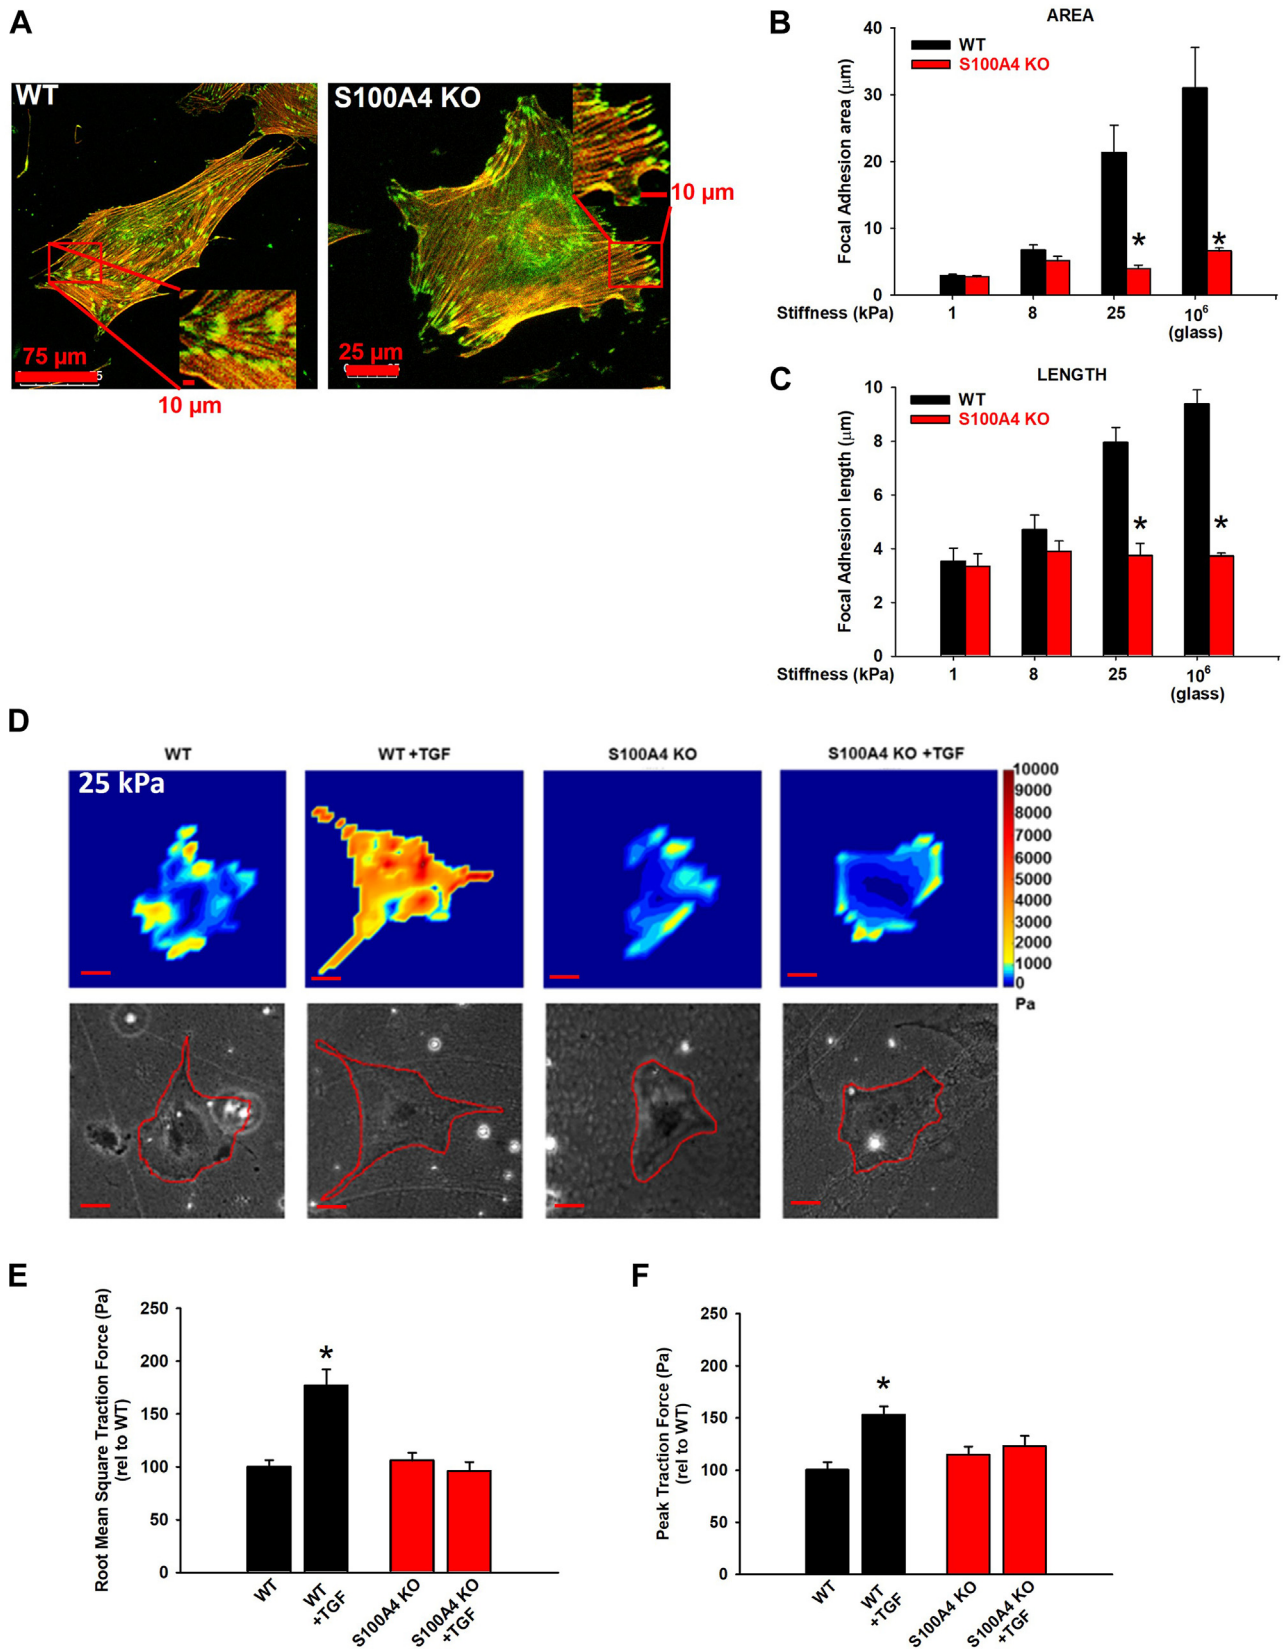 A
WT
S100A4 KO
10 µm
75 µm
25 µm
10 µm
B
AREA
WT
S100A4 KO
Focal Adhesion area (µm)
40
30
20
10
0
*
*
Stiffness (kPa)
1
8
25
10⁶
(glass)
C
LENGTH
WT
S100A4 KO
Focal Adhesion length (µm)
10
8
6
4
2
0
*
*
Stiffness (kPa)
1
8
25
10⁶
(glass)
D
WT
WT +TGF
S100A4 KO
S100A4 KO +TGF
25 kPa
10000
9000
8000
7000
6000
5000
4000
3000
2000
1000
0
Pa
E
Root Mean Square Traction Force (Pa)
(rel to WT)
250
200
150
100
50
0
*
WT
WT
+TGF
S100A4 KO
S100A4 KO
+TGF
F
Peak Traction Force (Pa)
(rel to WT)
250
200
150
100
50
0
*
WT
WT
+TGF
S100A4 KO
S100A4 KO
+TGF